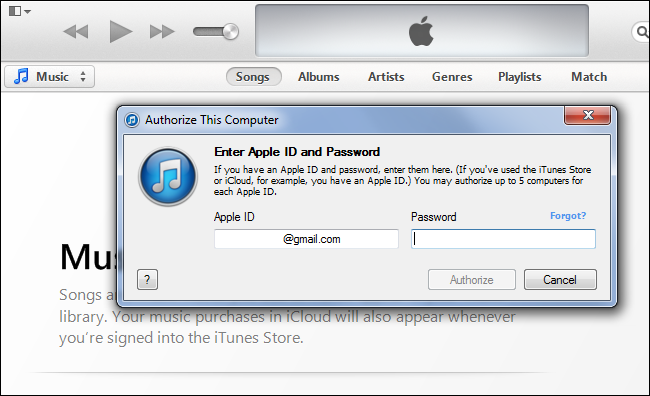 Music
Songs Albums Artists Genres Playlists Match
Authorize This Computer
Enter Apple ID and Password
If you have an Apple ID and password, enter them here. (If you've used the iTunes Store
or iCloud, for example, you have an Apple ID.) You may authorize up to 5 computers for
each Apple ID.
Apple ID Password Forgot?
@gmail.com
? Authorize Cancel
Mus
Songs a
library. Your music purchases in iCloud will also appear whenever
you're signed into the iTunes Store.